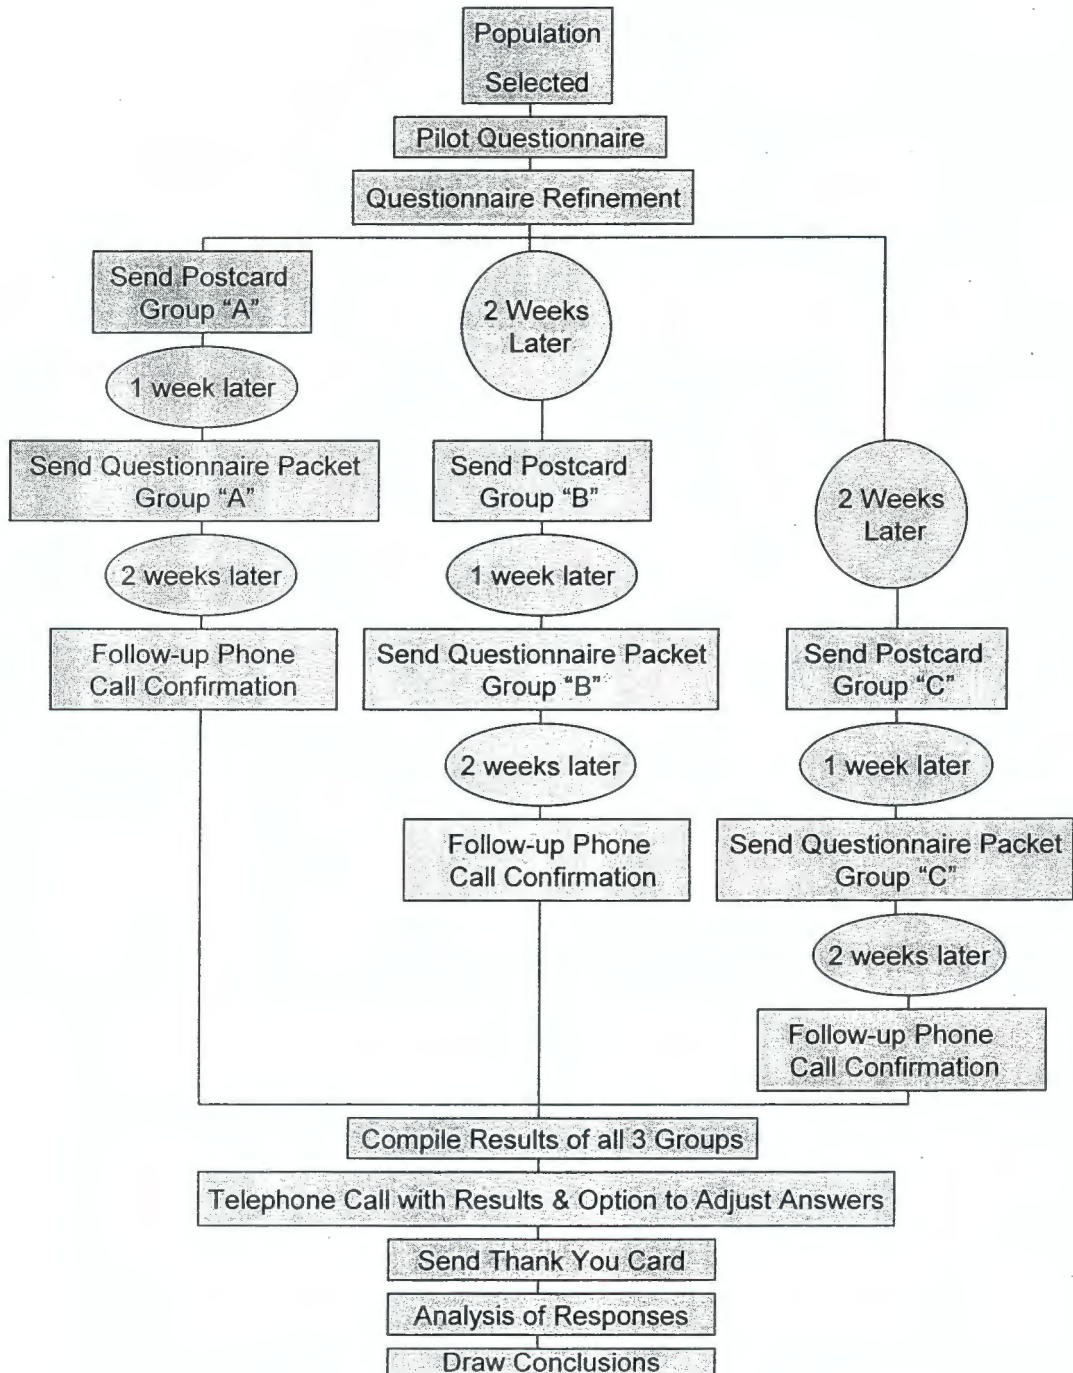 Population
Selected
Pilot Questionnaire
Questionnaire Refinement
Send Postcard
Group “A”
1 week later
Send Questionnaire Packet
Group “A”
2 weeks later
Follow-up Phone
Call Confirmation
2 Weeks
Later
Send Postcard
Group “B”
1 week later
Send Questionnaire Packet
Group “B”
2 weeks later
Follow-up Phone
Call Confirmation
2 Weeks
Later
Send Postcard
Group “C”
1 week later
Send Questionnaire Packet
Group “C”
2 weeks later
Follow-up Phone
Call Confirmation
Compile Results of all 3 Groups
Telephone Call with Results & Option to Adjust Answers
Send Thank You Card
Analysis of Responses
Draw Conclusions